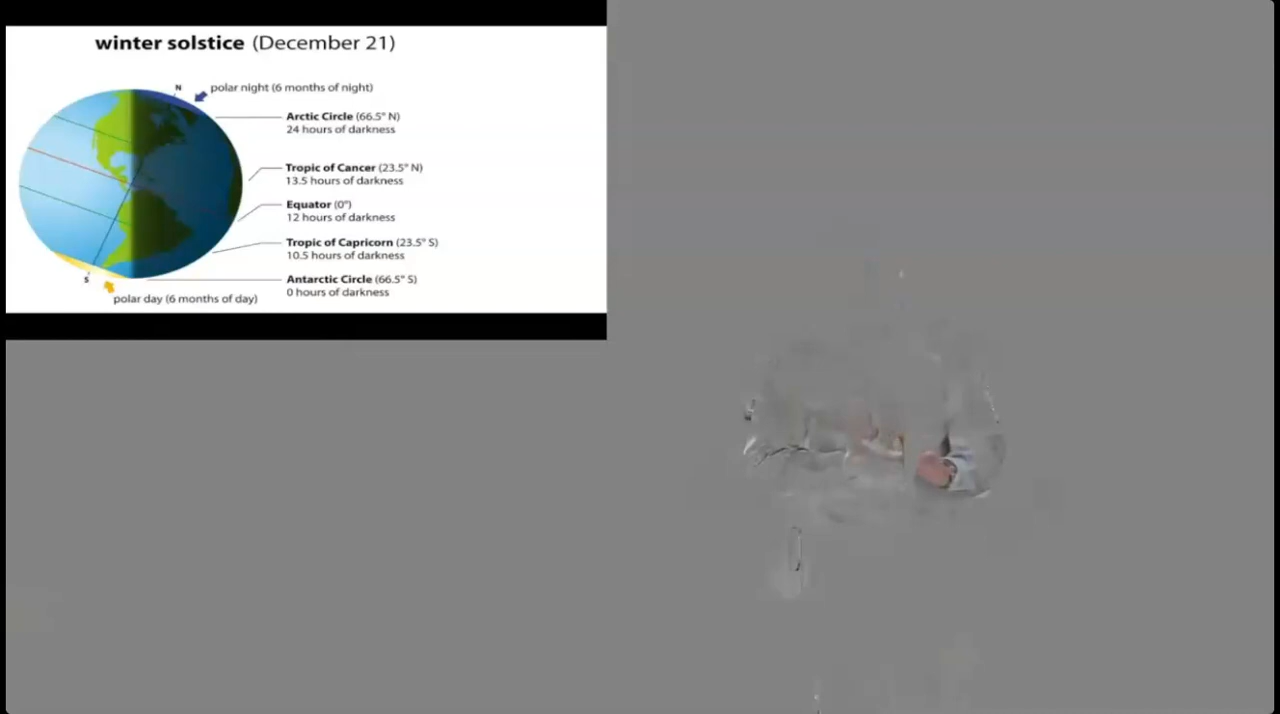 winter solstice (December 21)
N
polar night (6 months of night)
Arctic Circle (66.5° N)
24 hours of darkness
Tropic of Cancer (23.5° N)
13.5 hours of darkness
Equator (0°)
12 hours of darkness
Tropic of Capricorn (23.5° S)
10.5 hours of darkness
Antarctic Circle (66.5° S)
0 hours of darkness
S
polar day (6 months of day)